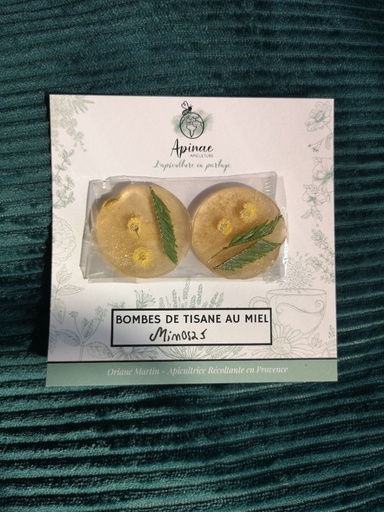 Apinae
APICULTURE
L'apiculture en partage
BOMBES DE TISANE AU MIEL
Mimosas
Oriane Martin - Apicultrice Récoltante en Provence